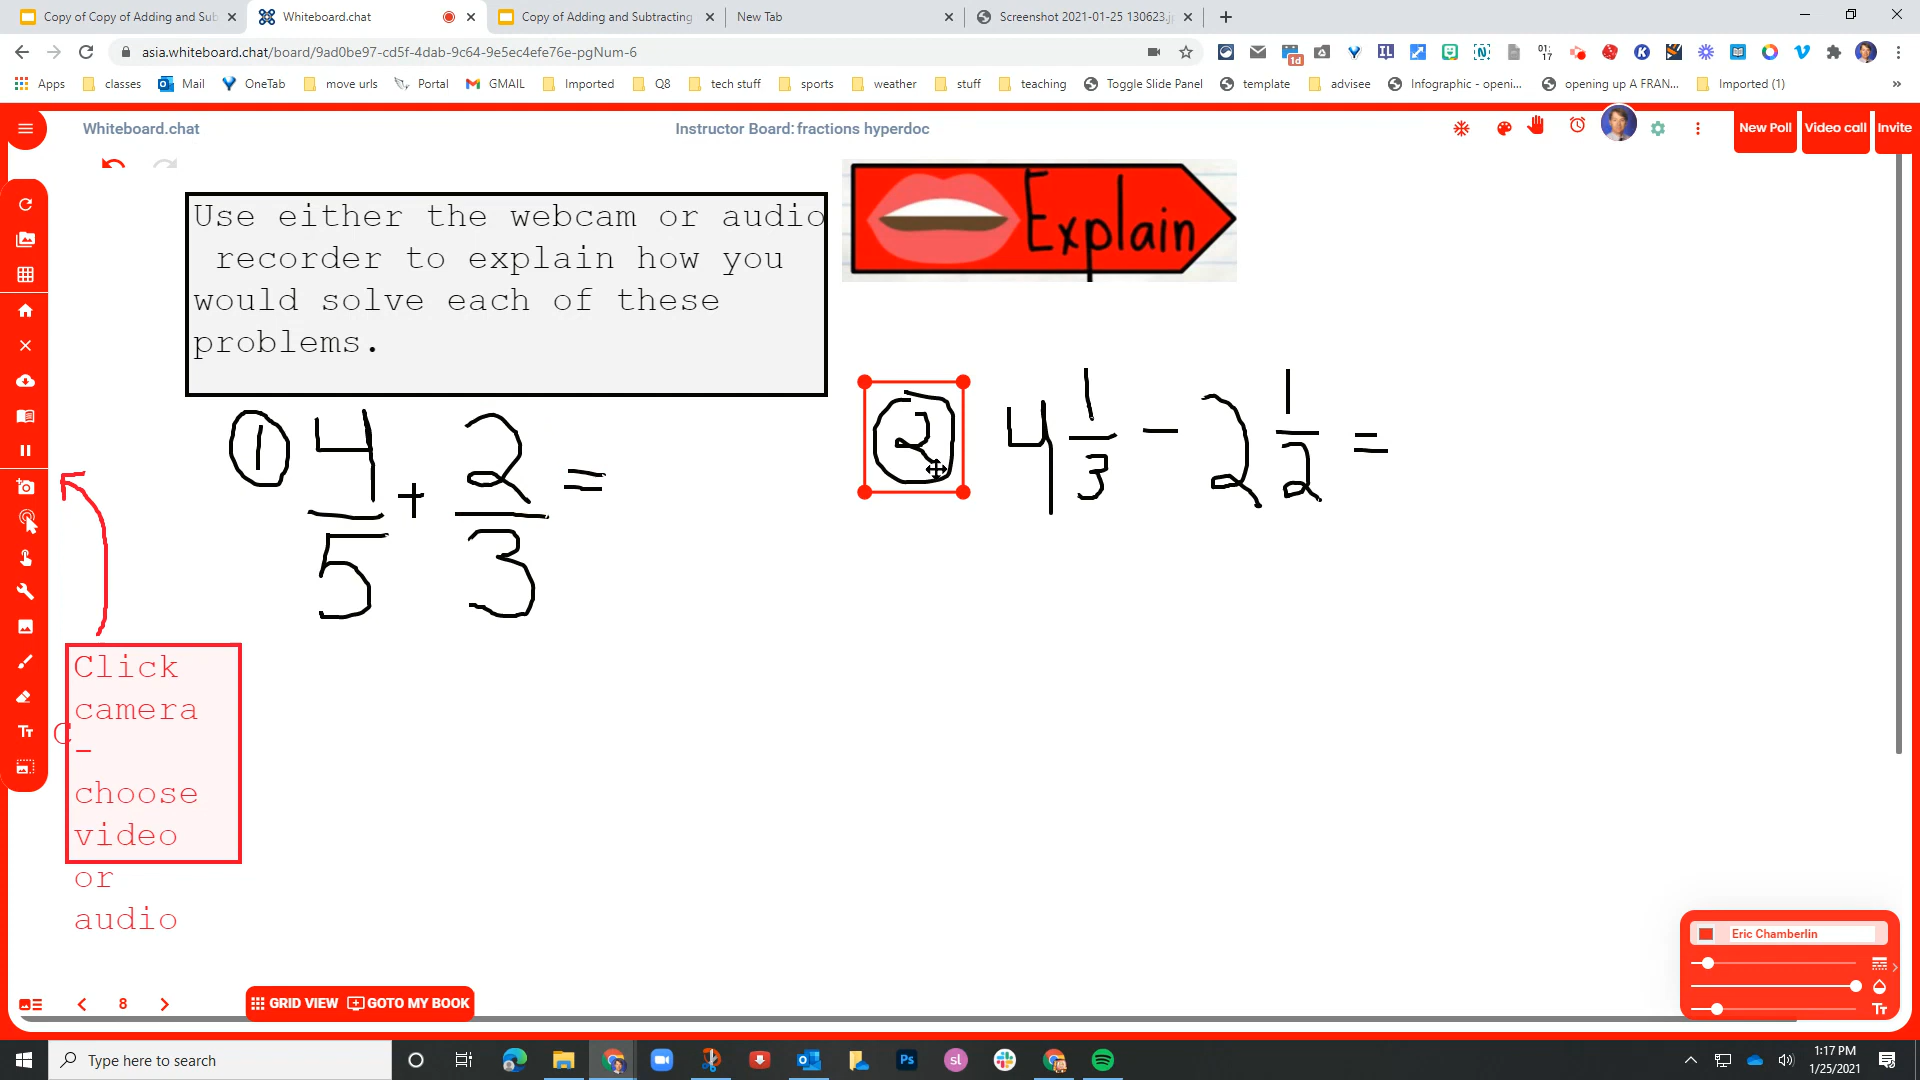 Copy of Copy of Adding and Sub
Whiteboard.chat
Copy of Adding and Subtracting
New Tab
Screenshot 2021-01-25 130623.j
asia.whiteboard.chat/board/9ad0be97-cd5f-4dab-9c64-9e5ec4efe76e-pgNum-6
Apps classes Mail OneTab move urls Portal GMAIL Imported Q8 tech stuff sports weather stuff teaching Toggle Slide Panel template advisee Infographic - openi... opening up A FRAN... Imported (1) »
Whiteboard.chat
Instructor Board: fractions hyperdoc
New Poll
Video call
Invite
Use either the webcam or audio
recorder to explain how you
would solve each of these
problems.
Explain
① 4/5 + 2/3 =
② 4 1/3 - 2 1/2 =
Click
camera
C
-
choose
video
or
audio
Eric Chamberlin
8
GRID VIEW GOTO MY BOOK
Type here to search
1:17 PM
1/25/2021